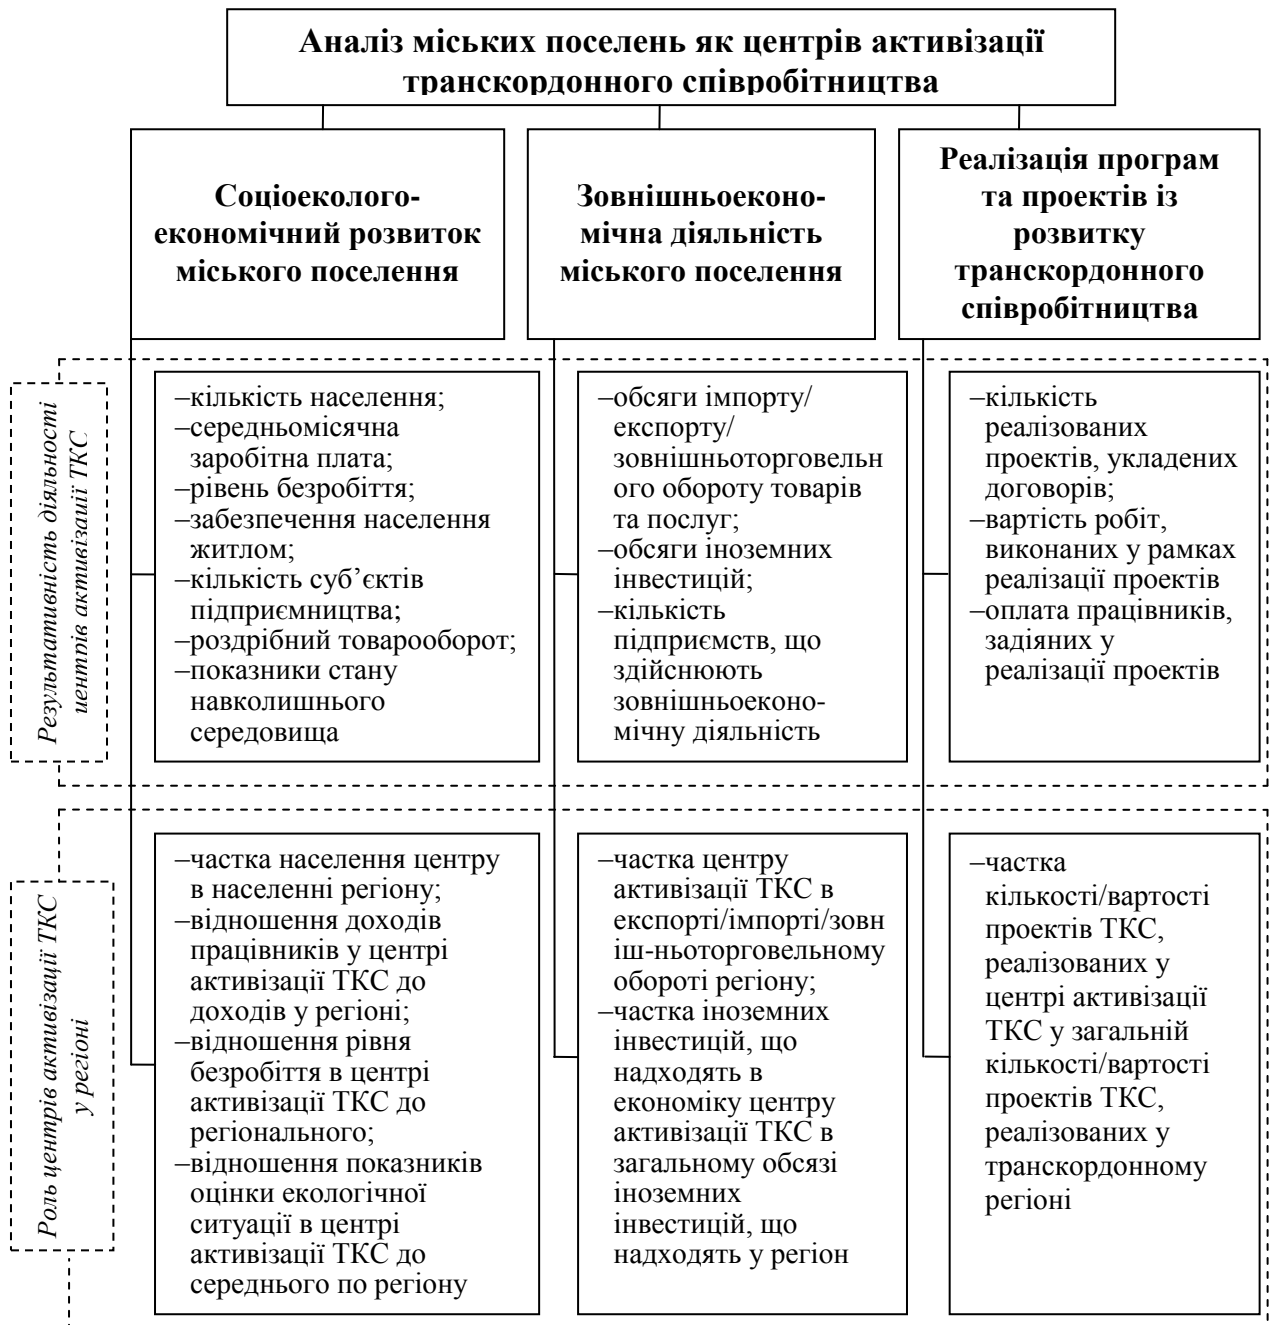 Аналіз міських поселень як центрів активізації
транскордонного співробітництва
Соціоеколого-
економічний розвиток
міського поселення
Зовнішньоеконо-
мічна діяльність
міського поселення
Реалізація програм
та проектів із
розвитку
транскордонного
співробітництва
Результативність діяльності
центрів активізації ТКС
–кількість населення;
–середньомісячна
заробітна плата;
–рівень безробіття;
–забезпечення населення
житлом;
–кількість суб’єктів
підприємництва;
–роздрібний товарооборот;
–показники стану
навколишнього
середовища
–обсяги імпорту/
експорту/
зовнішньоторговельн
ого обороту товарів
та послуг;
–обсяги іноземних
інвестицій;
–кількість
підприємств, що
здійснюють
зовнішньоеконо-
мічну діяльність
–кількість
реалізованих
проектів, укладених
договорів;
–вартість робіт,
виконаних у рамках
реалізації проектів
–оплата працівників,
задіяних у
реалізації проектів
Роль центрів активізації ТКС
у регіоні
–частка населення центру
в населенні регіону;
–відношення доходів
працівників у центрі
активізації ТКС до
доходів у регіоні;
–відношення рівня
безробіття в центрі
активізації ТКС до
регіонального;
–відношення показників
оцінки екологічної
ситуації в центрі
активізації ТКС до
середнього по регіону
–частка центру
активізації ТКС в
експорті/імпорті/зовн
іш-ньоторговельному
обороті регіону;
–частка іноземних
інвестицій, що
надходять в
економіку центру
активізації ТКС в
загальному обсязі
іноземних
інвестицій, що
надходять у регіон
–частка
кількості/вартості
проектів ТКС,
реалізованих у
центрі активізації
ТКС у загальній
кількості/вартості
проектів ТКС,
реалізованих у
транскордонному
регіоні